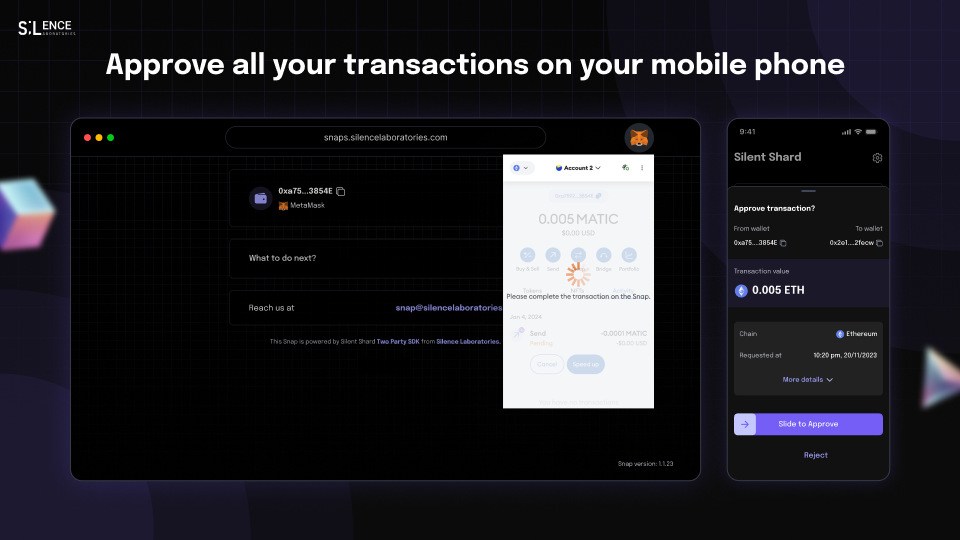 SiLENCE
LABORATORIES
Approve all your transactions on your mobile phone
snaps.silencelaboratories.com
0xa75...3854E
MetaMask
What to do next?
Reach us at
snap@silencelaboratories
This Snap is powered by Silent Shard Two Party SDK from Silence Laboratories.
Snap version: 1.1.23
Account 2
0.005 MATIC
$0.00 USD
Buy & Sell Send Bridge Portfolio
Tokens NFTs Activity
Please complete the transaction on the Snap.
Jan 4, 2024
Send -0.0001 MATIC
Pending -$0.00 USD
Cancel Speed up
9:41
Silent Shard
Approve transaction?
From wallet To wallet
0xa75...3854E 0x2e1...2fecw
Transaction value
0.005 ETH
Chain Ethereum
Requested at 10:20 pm, 20/11/2023
More details
Slide to Approve
Reject